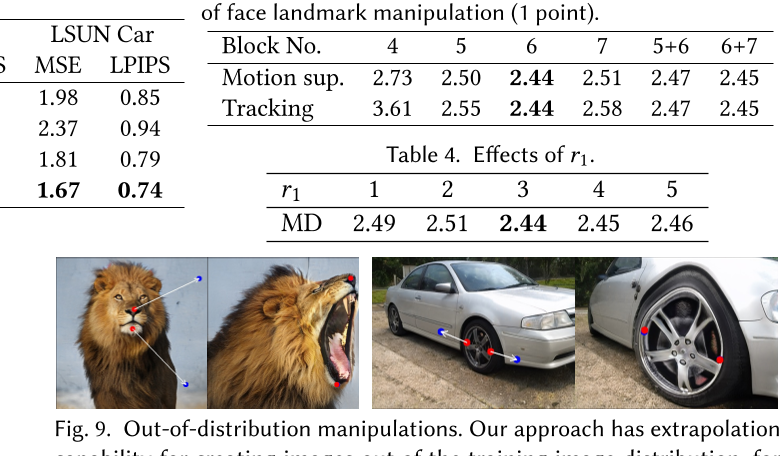 LSUN Car
MSE LPIPS
1.98 0.85
2.37 0.94
1.81 0.79
1.67 0.74
of face landmark manipulation (1 point).
Block No. 4 5 6 7 5+6 6+7
Motion sup. 2.73 2.50 2.44 2.51 2.47 2.45
Tracking 3.61 2.55 2.44 2.58 2.47 2.45
Table 4. Effects of r₁.
r₁ 1 2 3 4 5
MD 2.49 2.51 2.44 2.45 2.46
Fig. 9. Out-of-distribution manipulations. Our approach has extrapolation